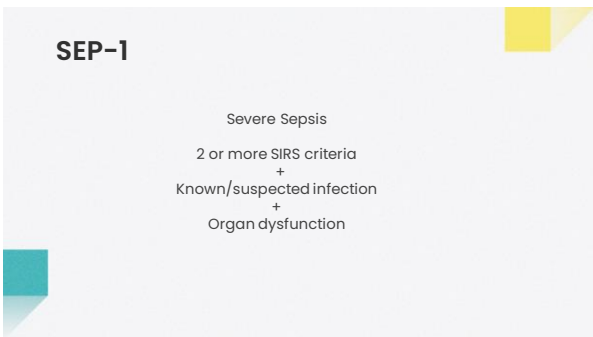 SEP-1
Severe Sepsis
2 or more SIRS criteria
+
Known/suspected infection
+
Organ dysfunction